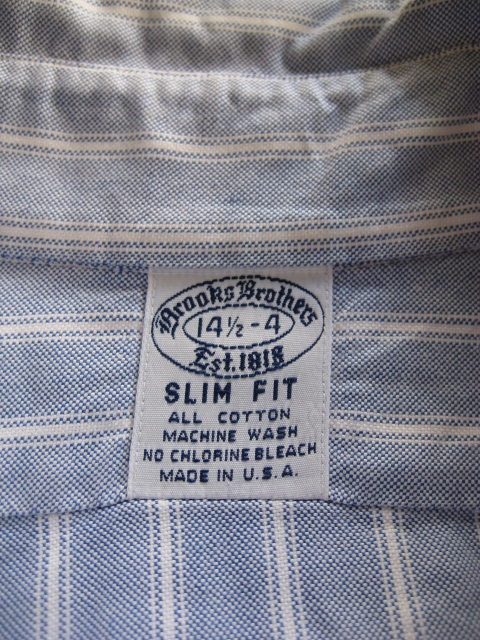 Brooks Brothers
14½-4
Est. 1818
SLIM FIT
ALL COTTON
MACHINE WASH
NO CHLORINE BLEACH
MADE IN U.S.A.